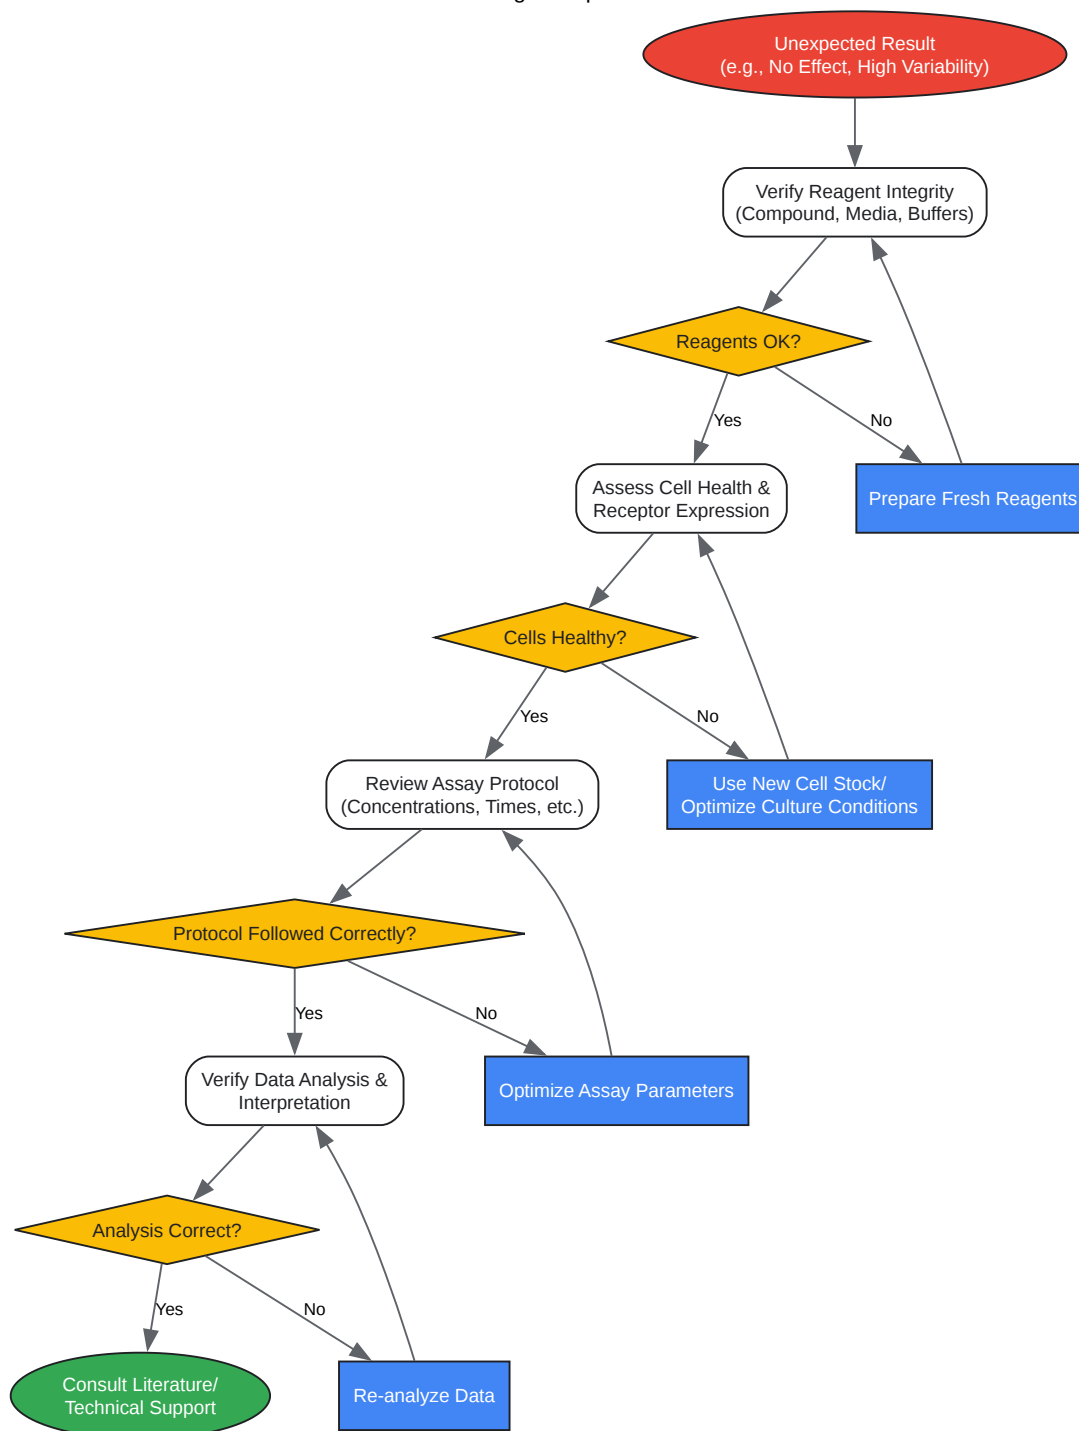 Unexpected Result
(e.g., No Effect, High Variability)
Verify Reagent Integrity
(Compound, Media, Buffers)
Reagents OK?
Yes
No
Assess Cell Health &
Receptor Expression
Prepare Fresh Reagents
Cells Healthy?
Yes
No
Review Assay Protocol
(Concentrations, Times, etc.)
Use New Cell Stock/
Optimize Culture Conditions
Protocol Followed Correctly?
Yes
No
Verify Data Analysis &
Interpretation
Optimize Assay Parameters
Analysis Correct?
Yes
No
Consult Literature/
Technical Support
Re-analyze Data